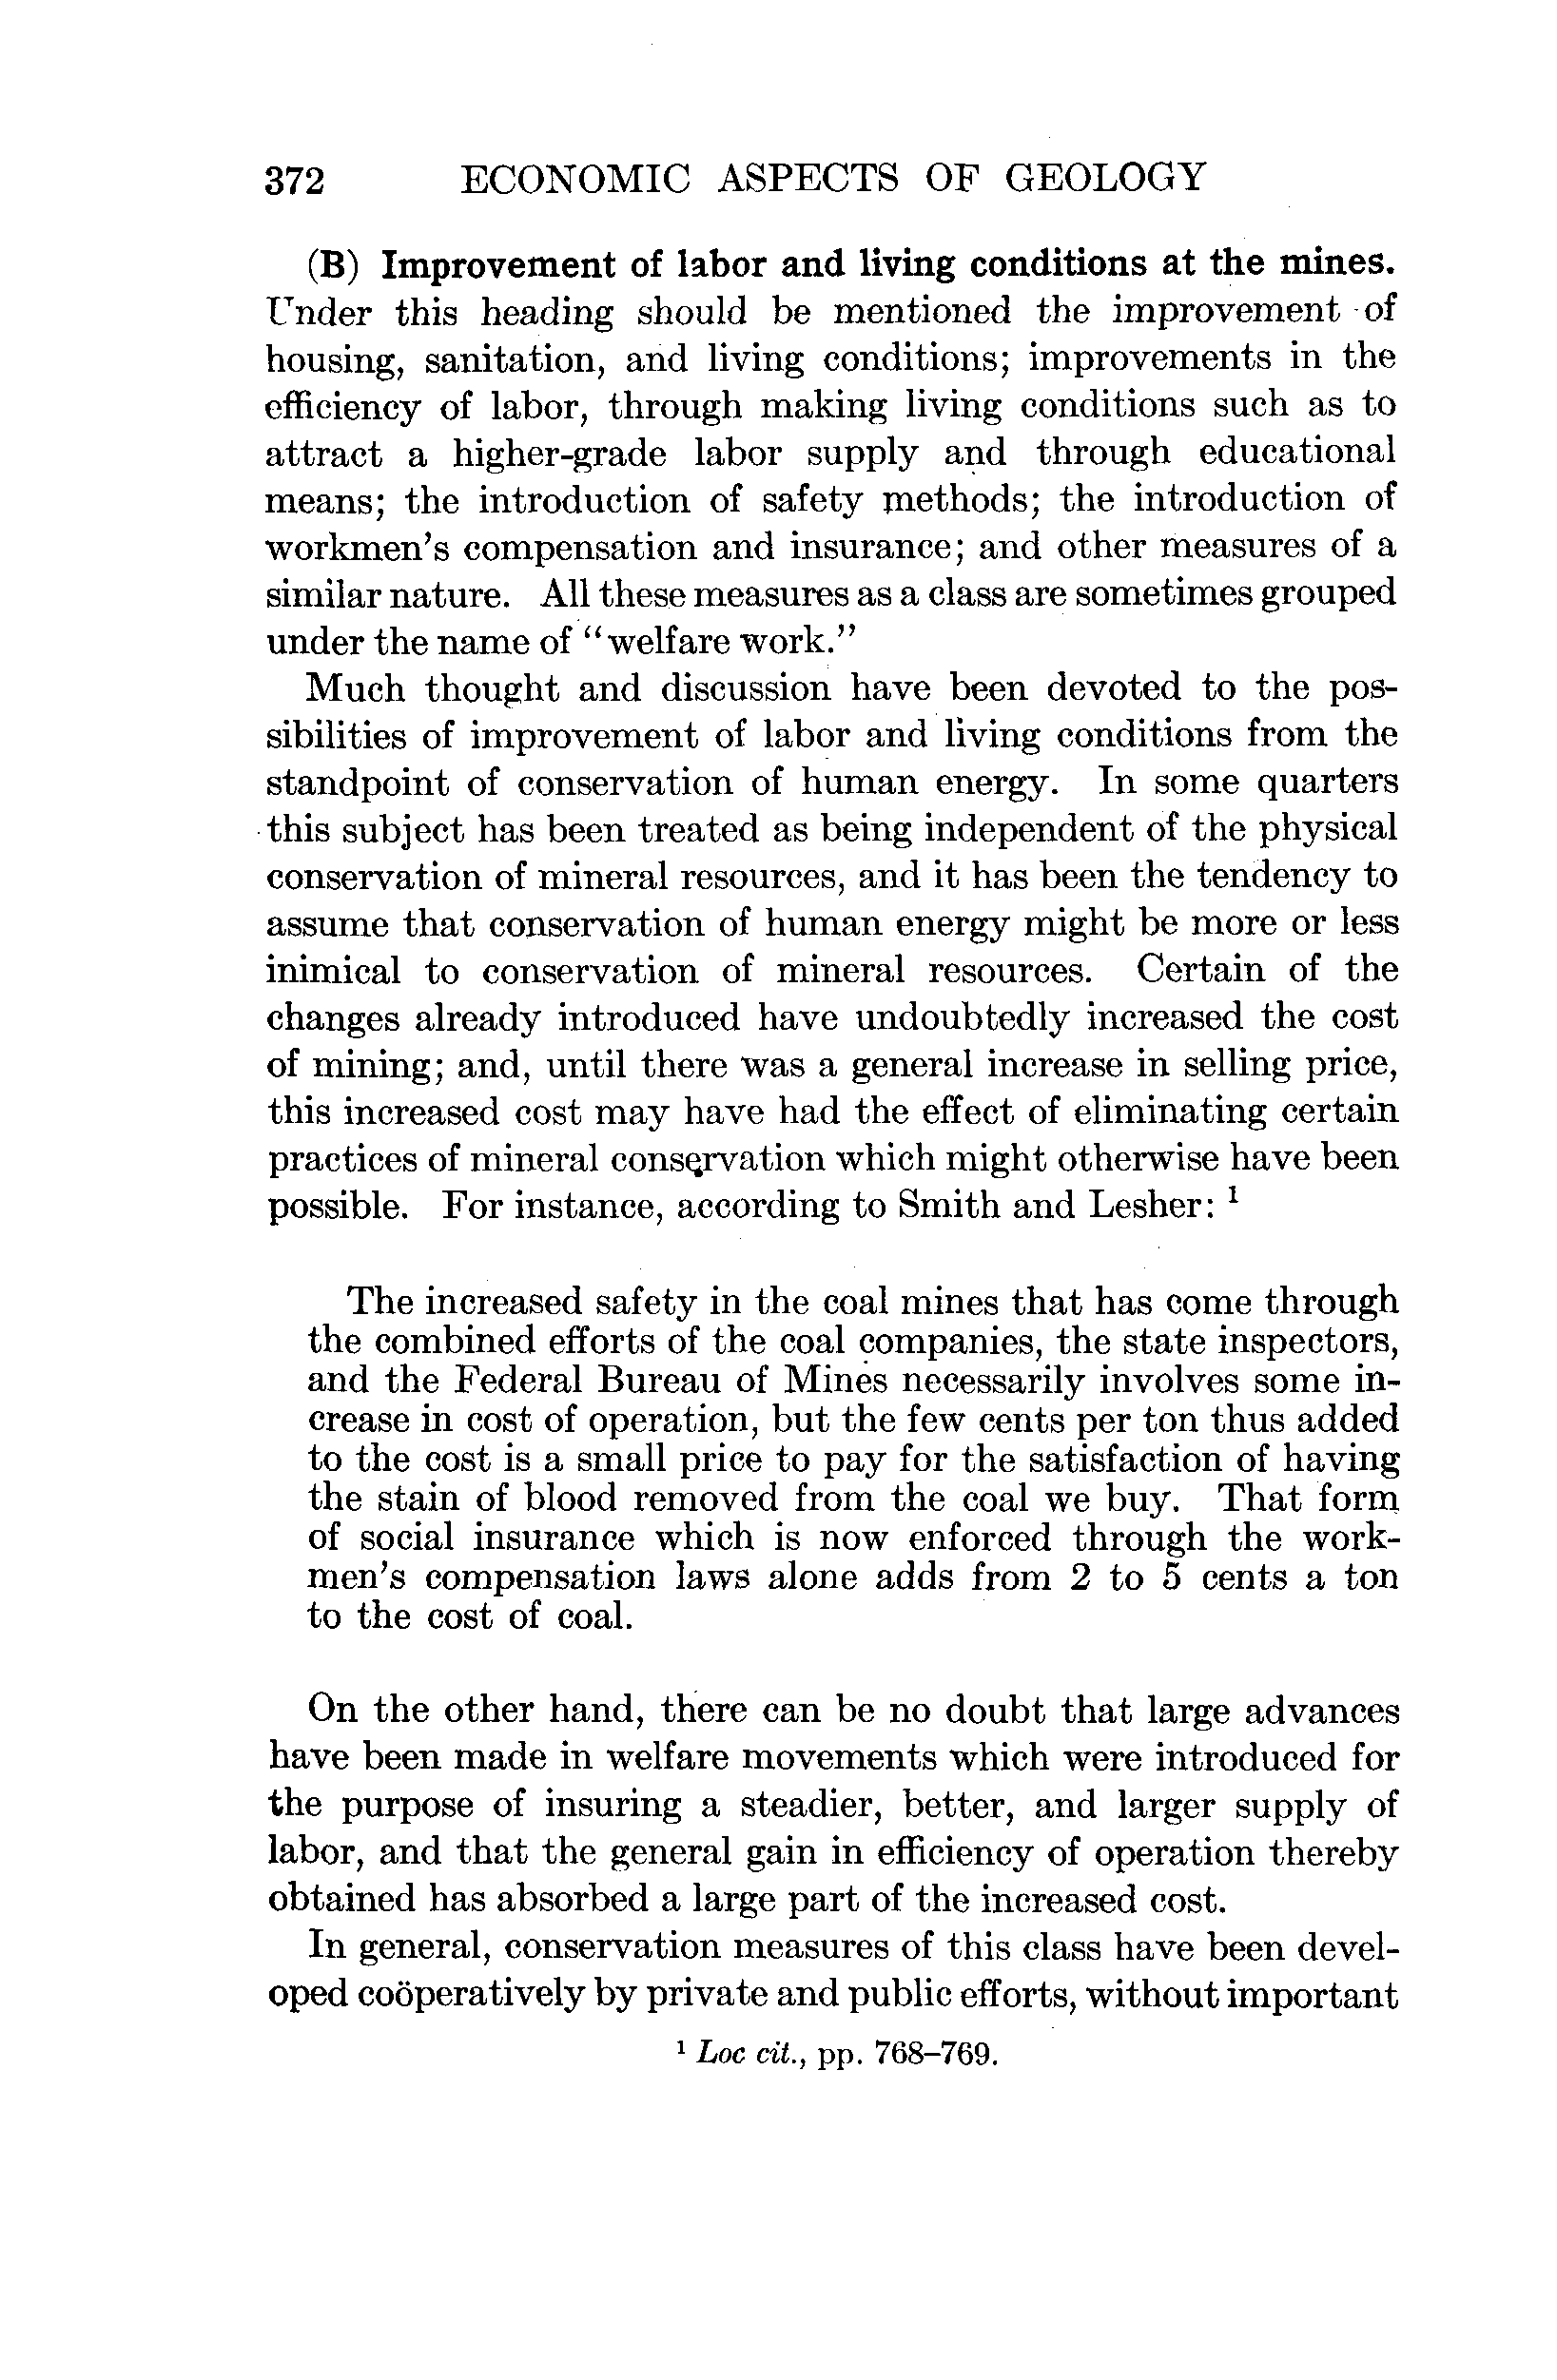 372 ECONOMIC ASPECTS OF GEOLOGY
(B) Improvement of labor and living conditions at the mines.
Under this heading should be mentioned the improvement of
housing, sanitation, and living conditions; improvements in the
efficiency of labor, through making living conditions such as to
attract a higher-grade labor supply and through educational
means; the introduction of safety methods; the introduction of
workmen's compensation and insurance; and other measures of a
similar nature. All these measures as a class are sometimes grouped
under the name of "welfare work."
Much thought and discussion have been devoted to the pos-
sibilities of improvement of labor and living conditions from the
standpoint of conservation of human energy. In some quarters
this subject has been treated as being independent of the physical
conservation of mineral resources, and it has been the tendency to
assume that conservation of human energy might be more or less
inimical to conservation of mineral resources. Certain of the
changes already introduced have undoubtedly increased the cost
of mining; and, until there was a general increase in selling price,
this increased cost may have had the effect of eliminating certain
practices of mineral conservation which might otherwise have been
possible. For instance, according to Smith and Lesher: ¹
The increased safety in the coal mines that has come through
the combined efforts of the coal companies, the state inspectors,
and the Federal Bureau of Mines necessarily involves some in-
crease in cost of operation, but the few cents per ton thus added
to the cost is a small price to pay for the satisfaction of having
the stain of blood removed from the coal we buy. That form
of social insurance which is now enforced through the work-
men's compensation laws alone adds from 2 to 5 cents a ton
to the cost of coal.
On the other hand, there can be no doubt that large advances
have been made in welfare movements which were introduced for
the purpose of insuring a steadier, better, and larger supply of
labor, and that the general gain in efficiency of operation thereby
obtained has absorbed a large part of the increased cost.
In general, conservation measures of this class have been devel-
oped coöperatively by private and public efforts, without important
¹ Loc cit., pp. 768–769.